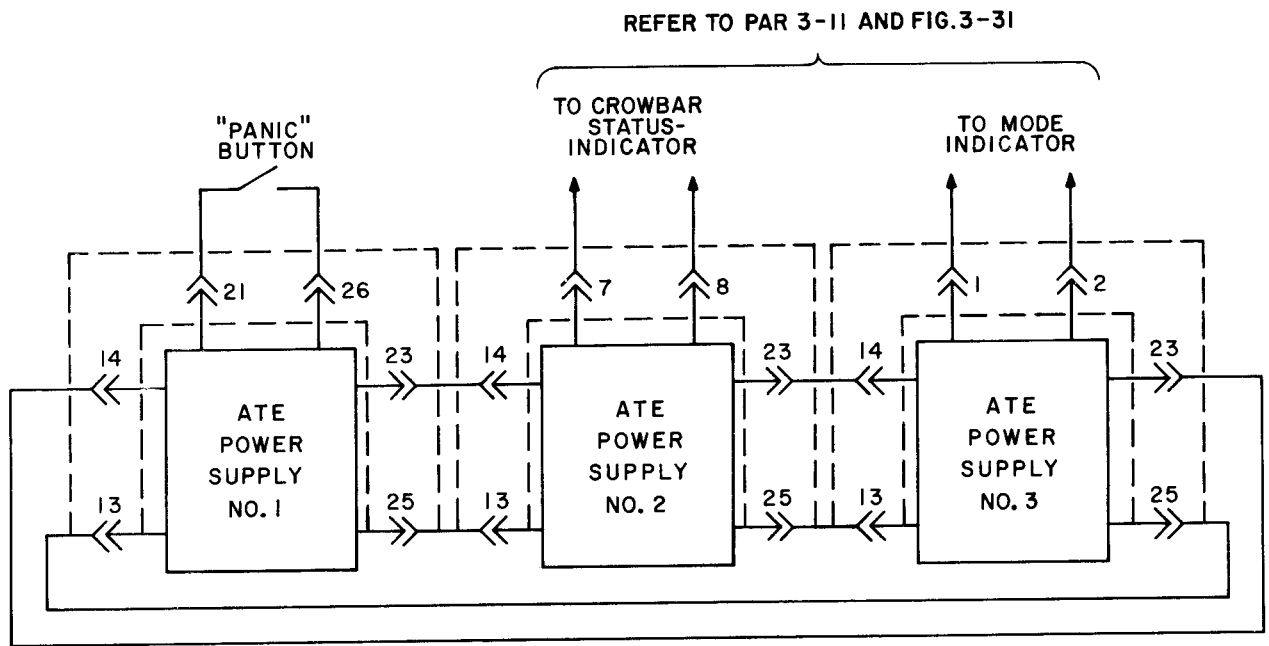 REFER TO PAR 3-11 AND FIG.3-31
TO CROWBAR
STATUS-
INDICATOR
TO MODE
INDICATOR
"PANIC"
BUTTON
21
26
7
8
1
2
14
23
14
23
14
23
ATE
POWER
SUPPLY
NO. 1
ATE
POWER
SUPPLY
NO. 2
ATE
POWER
SUPPLY
NO. 3
13
25
13
25
13
25